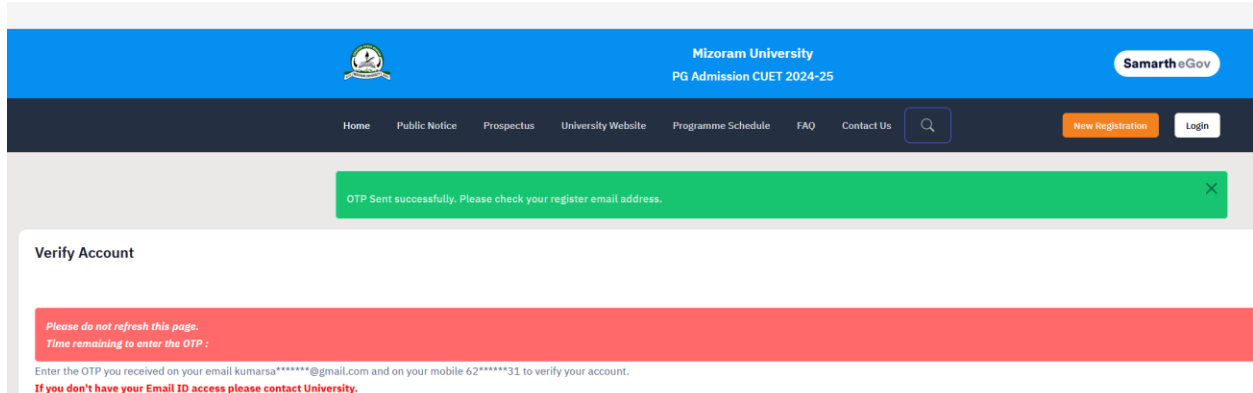 Mizoram University
PG Admission CUET 2024-25
Samarth eGov
Home Public Notice Prospectus University Website Programme Schedule FAQ Contact Us
New Registration Login
OTP Sent successfully. Please check your register email address.
Verify Account
Please do not refresh this page.
Time remaining to enter the OTP :
Enter the OTP you received on your email kumarsa*******@gmail.com and on your mobile 62******31 to verify your account.
If you don't have your Email ID access please contact University.